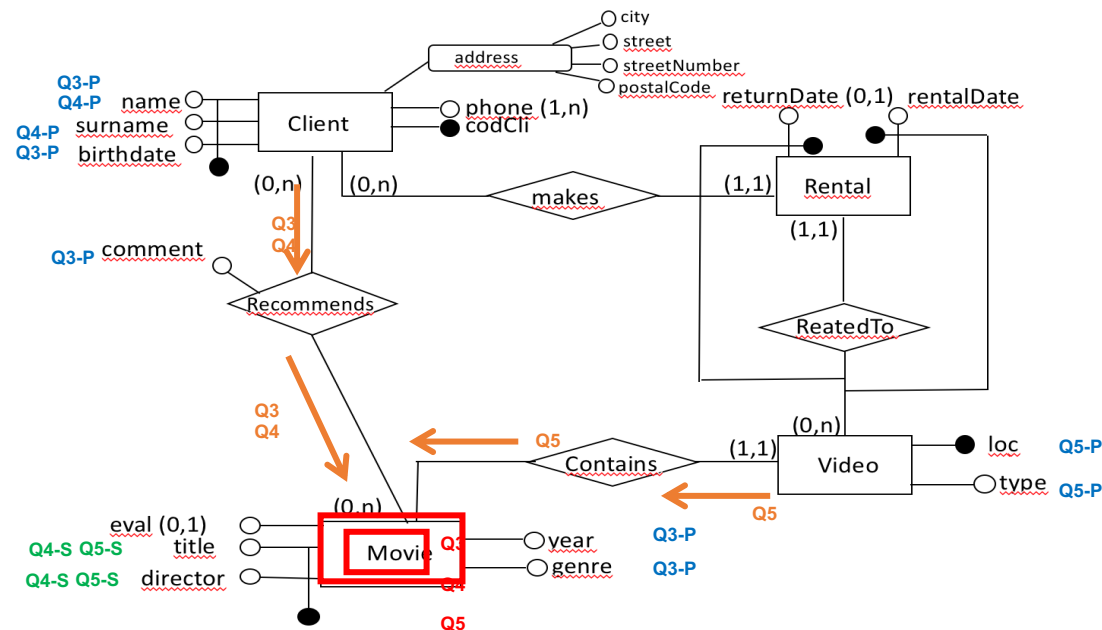 city
street
streetNumber
postalCode
address
Q3-P
Q4-P
name
Q4-P
surname
Q3-P
birthdate
Client
phone (1,n)
codCli
returnDate (0,1)
rentalDate
(0,n)
(0,n)
makes
(1,1)
Rental
(1,1)
Q3
Q4
Q3-P
comment
Recommends
ReatedTo
Q3
Q4
Q5
(0,n)
(1,1)
Contains
Video
loc
Q5-P
type
Q5-P
Q5
(0,n)
eval (0,1)
Q4-S Q5-S
title
Q4-S Q5-S
director
Movie
Q3
Q4
Q5
year
Q3-P
genre
Q3-P